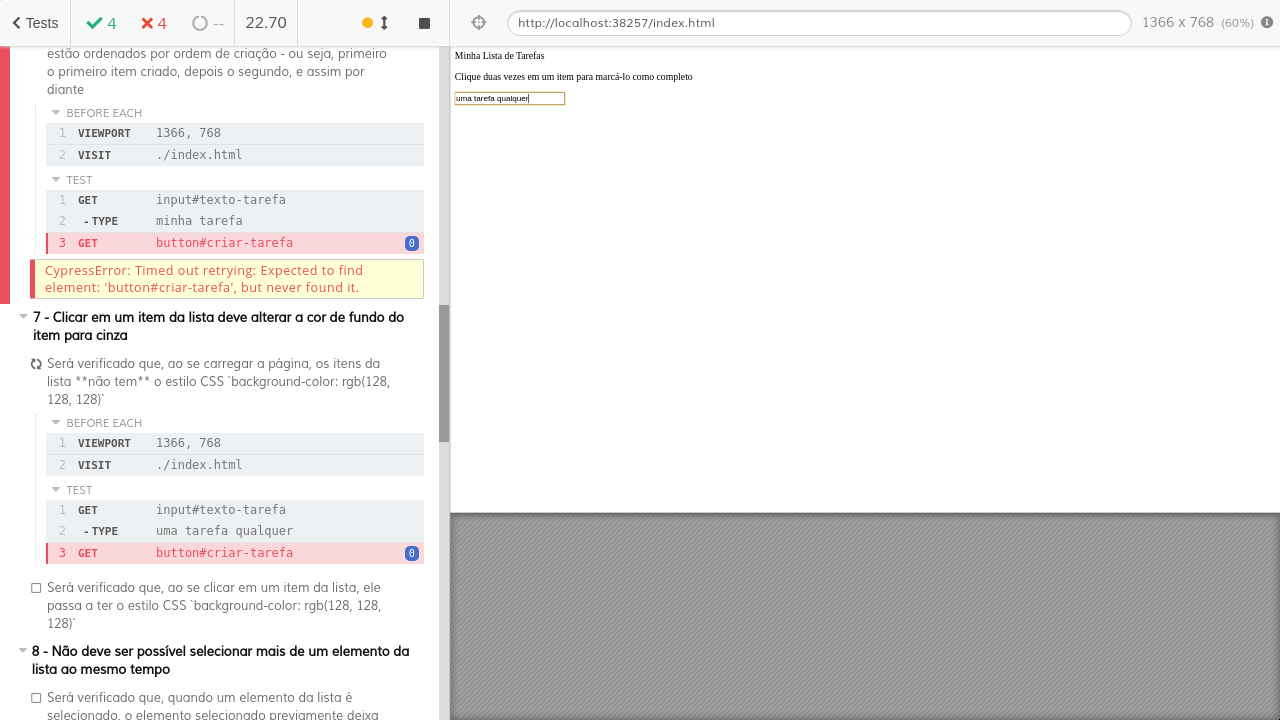 Tests
4
4
--
22.70
http://localhost:38257/index.html
1366 x 768 (60%)
estão ordenados por ordem de criação - ou seja, primeiro
o primeiro item criado, depois o segundo, e assim por
diante
BEFORE EACH
1 VIEWPORT 1366, 768
2 VISIT ./index.html
TEST
1 GET input#texto-tarefa
2 -TYPE minha tarefa
3 GET button#criar-tarefa 0
CypressError: Timed out retrying: Expected to find
element: 'button#criar-tarefa', but never found it.
7 - Clicar em um item da lista deve alterar a cor de fundo do
item para cinza
Será verificado que, ao se carregar a página, os itens da
lista **não tem** o estilo CSS `background-color: rgb(128,
128, 128)`
BEFORE EACH
1 VIEWPORT 1366, 768
2 VISIT ./index.html
TEST
1 GET input#texto-tarefa
2 -TYPE uma tarefa qualquer
3 GET button#criar-tarefa 0
Será verificado que, ao se clicar em um item da lista, ele
passa a ter o estilo CSS `background-color: rgb(128, 128,
128)`
8 - Não deve ser possível selecionar mais de um elemento da
lista ao mesmo tempo
Será verificado que, quando um elemento da lista é
selecionado, o elemento selecionado previamente deixa
Minha Lista de Tarefas
Clique duas vezes em um item para marcá-lo como completo
uma tarefa qualquer